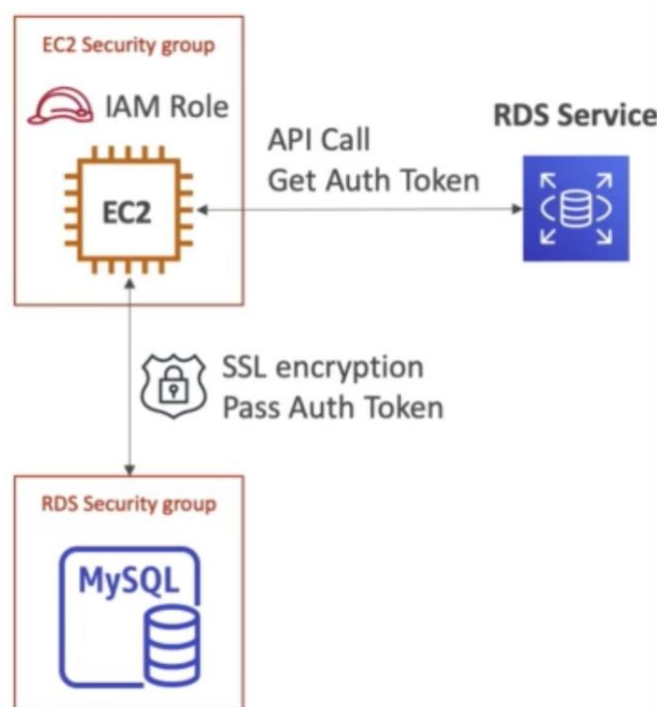 EC2 Security group
IAM Role
EC2
API Call
Get Auth Token
RDS Service
SSL encryption
Pass Auth Token
RDS Security group
MySQL